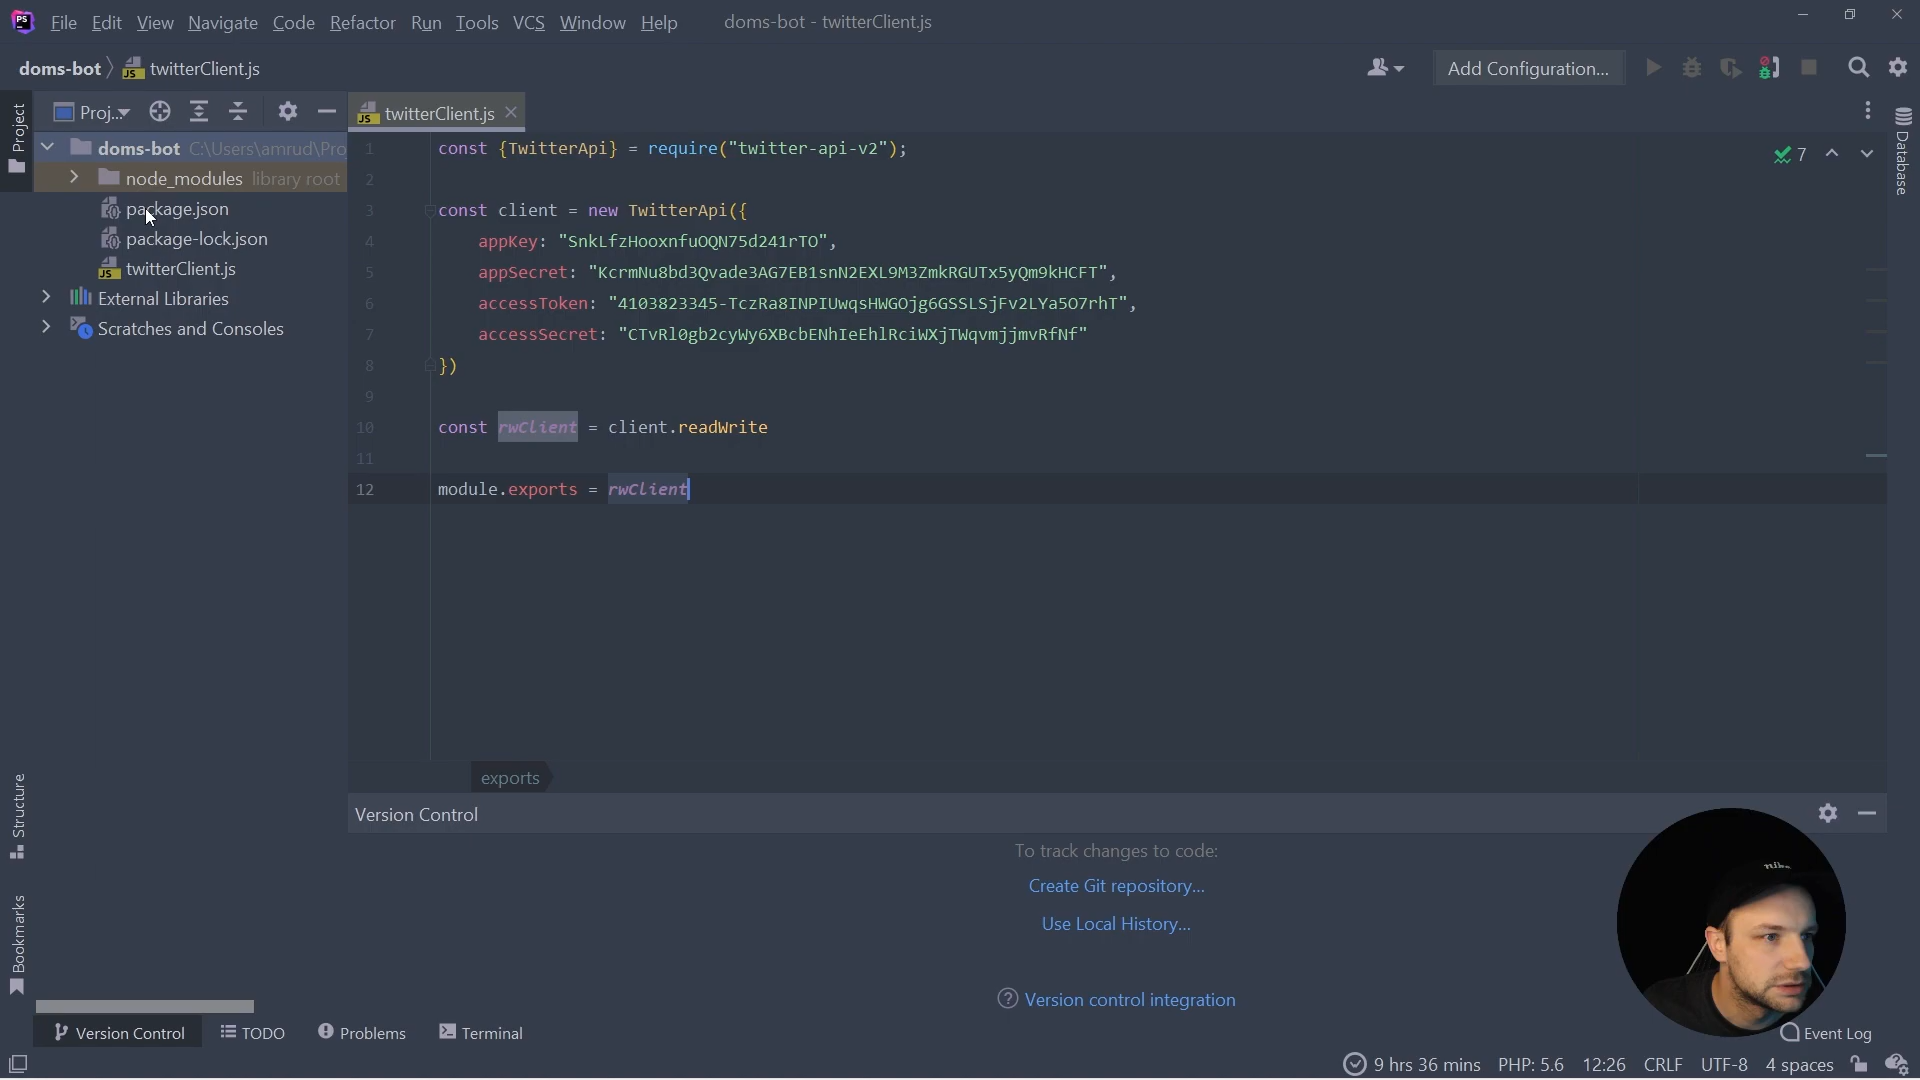 PS File Edit View Navigate Code Refactor Run Tools VCS Window Help doms-bot - twitterClient.js
doms-bot twitterClient.js Add Configuration...
Project
Proj... twitterClient.js
doms-bot C:\Users\amrud\Pro
node_modules library root
package.json
package-lock.json
twitterClient.js
External Libraries
Scratches and Consoles
1 const {TwitterApi} = require("twitter-api-v2");
2
3 const client = new TwitterApi({
4 appKey: "SnkLfzHooxnfuOQN75d241rTO",
5 appSecret: "KcrmNu8bd3Qvade3AG7EB1snN2EXL9M3ZmkRGUTx5yQm9kHCFT",
6 accessToken: "4103823345-TczRa8INPIUwqsHWGOjg6GSSLSjFv2LYa5O7rhT",
7 accessSecret: "CTvRl0gb2cyWy6XBcbENhIeEhlRciWXjTWqvmjjmvRfNf"
8 })
9
10 const rwClient = client.readWrite
11
12 module.exports = rwClient
7
Database
exports
Version Control
To track changes to code:
Create Git repository...
Use Local History...
? Version control integration
nike
Structure
Bookmarks
Version Control TODO Problems Terminal Event Log
9 hrs 36 mins PHP: 5.6 12:26 CRLF UTF-8 4 spaces